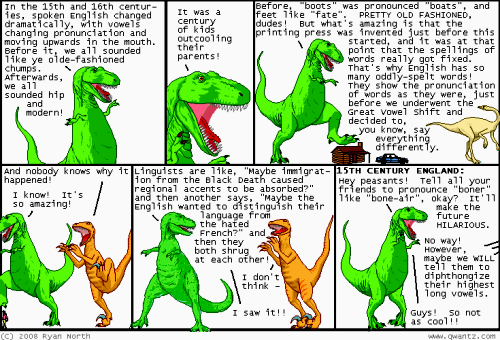 In the 15th and 16th centur-
ies, spoken English changed
dramatically, with vowels
changing pronunciation and
moving upwards in the mouth.
Before it, we all sounded
like ye olde-fashioned
chumps.
Afterwards,
we all
sounded hip
and
modern!
It was a
century
of kids
outcooling
their
parents!
Before, "boots" was pronounced "boats", and
feet like "fate". PRETTY OLD FASHIONED,
dudes! But what's amazing is that the
printing press was invented just before this
started, and it was at that
point that the spellings of
words really got fixed.
That's why English has so
many oddly-spelt words!
They show the pronunciation
of words as they were, just
before we underwent the
Great Vowel Shift and
decided to,
you know, say
everything
differently.
And nobody knows why it
happened!
I know! It's
so amazing!
Linguists are like, "Maybe immigrat-
ion from the Black Death caused
regional accents to be absorbed?"
and then another says, "Maybe the
English wanted to distinguish their
language from
the hated
French?" and
then they
both shrug
at each other!
I don't
think -
I saw it!!
15TH CENTURY ENGLAND:
Hey peasants! Tell all your
friends to pronounce "boner"
like "bone-air", okay? It'll
make the
future
HILARIOUS.
No way!
However,
maybe we WILL
tell them to
diphthongize
their highest
long vowels.
Guys! So not
as cool!!
(C) 2008 Ryan North
www.qwantz.com